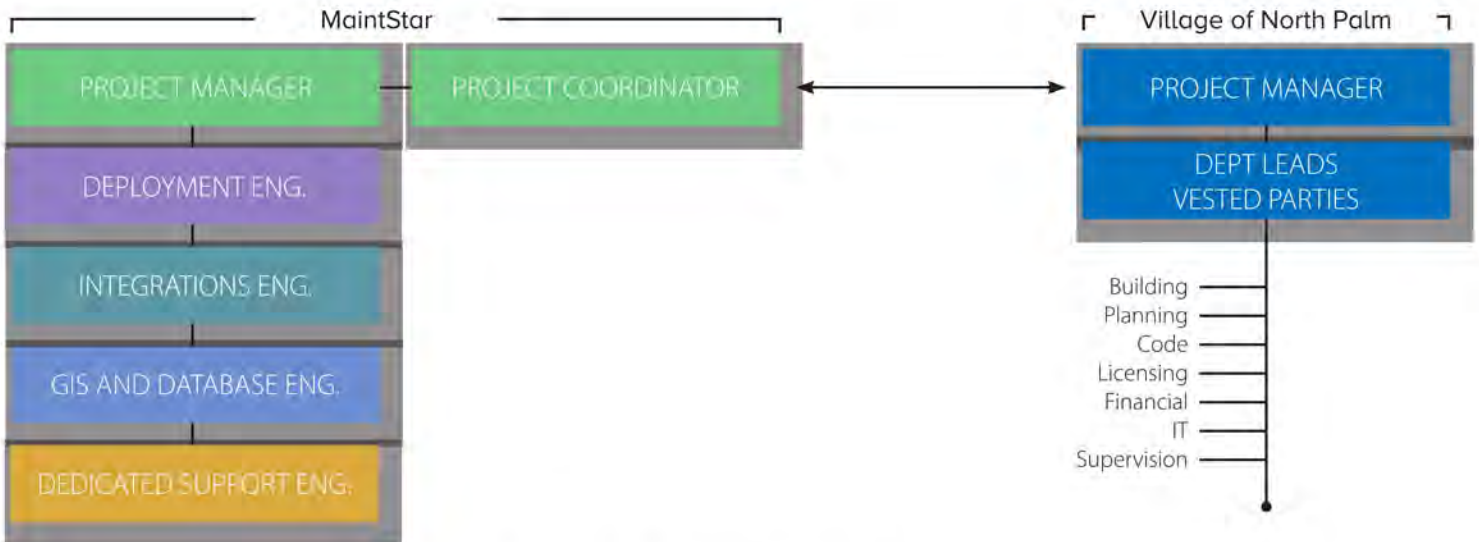 MaintStar
Village of North Palm
PROJECT MANAGER
PROJECT COORDINATOR
PROJECT MANAGER
DEPLOYMENT ENG.
DEPT LEADS
VESTED PARTIES
INTEGRATIONS ENG.
GIS AND DATABASE ENG.
DEDICATED SUPPORT ENG.
Building
Planning
Code
Licensing
Financial
IT
Supervision